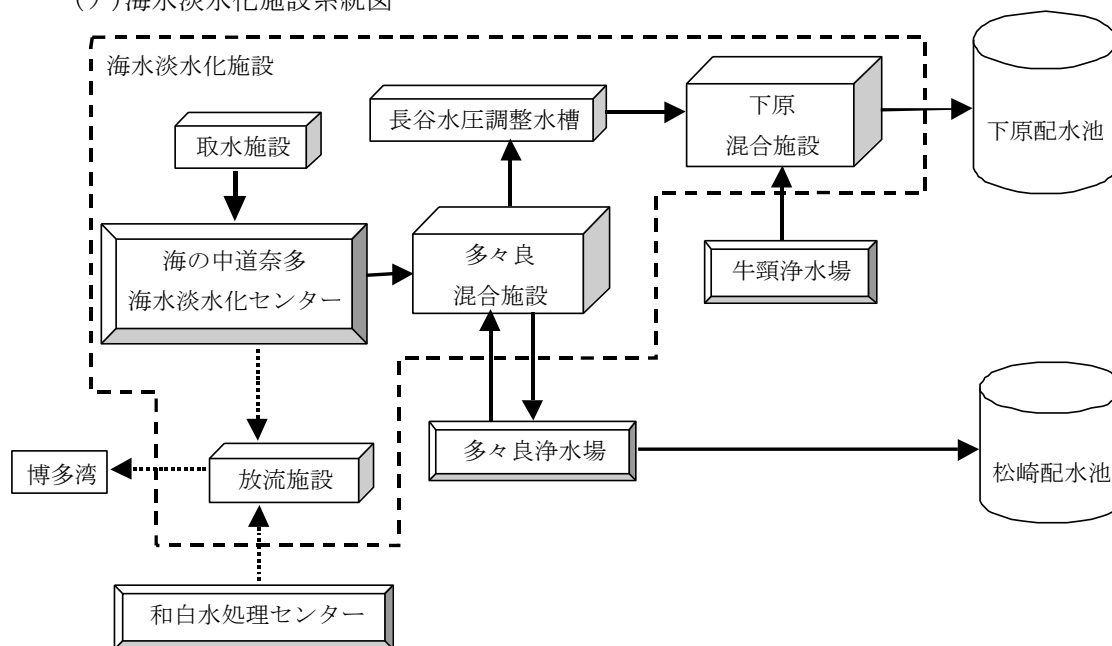 (ア)海水淡水化施設系統図
海水淡水化施設
取水施設
長谷水圧調整水槽
下原
混合施設
下原配水池
海の中道奈多
海水淡水化センター
多々良
混合施設
牛頸浄水場
博多湾
放流施設
多々良浄水場
松崎配水池
和白水処理センター